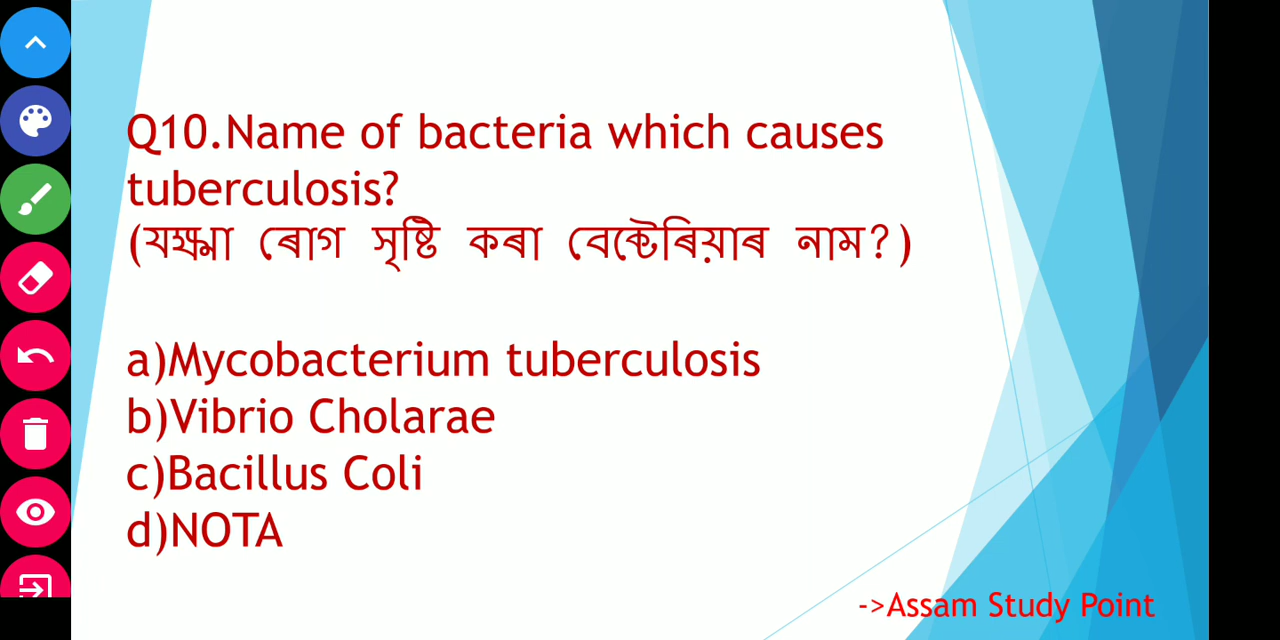 Q10.Name of bacteria which causes
tuberculosis?
(যক্ষ্মা ৰোগ সৃষ্টি কৰা বেক্টেৰিয়াৰ নাম?)
a)Mycobacterium tuberculosis
b)Vibrio Cholarae
c)Bacillus Coli
d)NOTA
->Assam Study Point